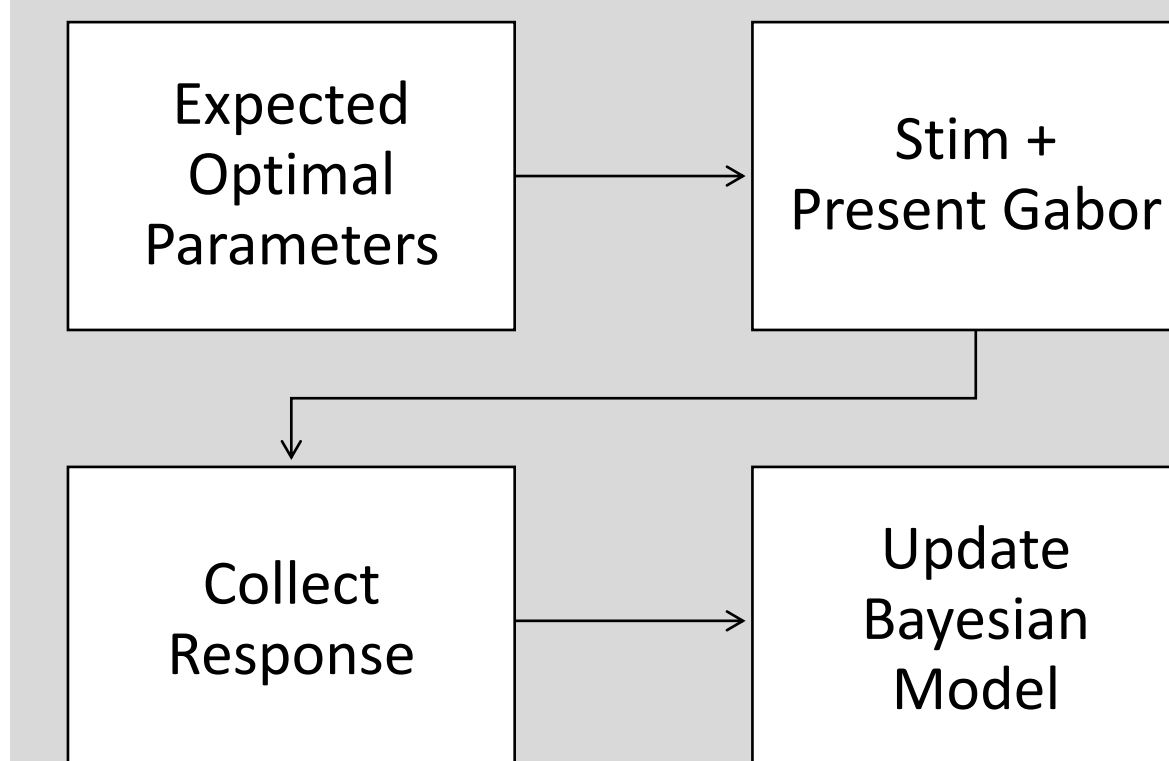 Expected
Optimal
Parameters
Stim +
Present Gabor
Collect
Response
Update
Bayesian
Model